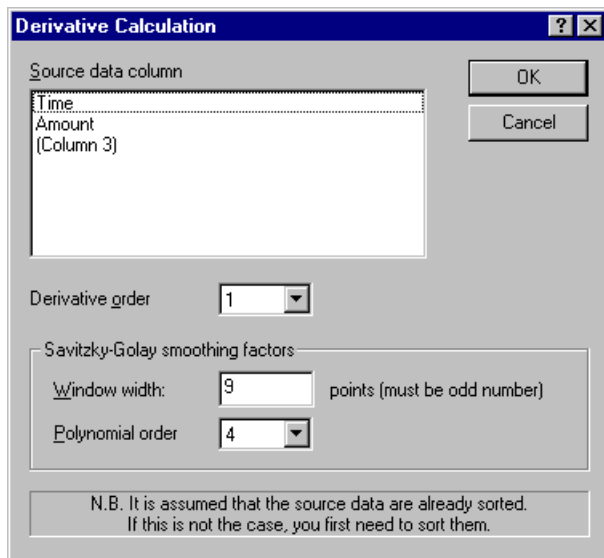 Derivative Calculation
Source data column
OK
Time
Amount
(Column 3)
Cancel
Derivative order
1
Savitzky-Golay smoothing factors
Window width:
9
points (must be odd number)
Polynomial order
4
N.B. It is assumed that the source data are already sorted.
If this is not the case, you first need to sort them.